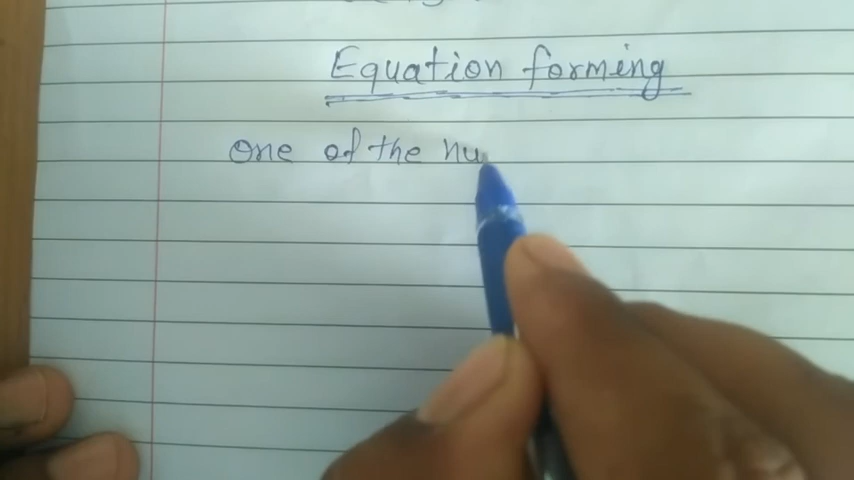 Equation forming
One of the nu